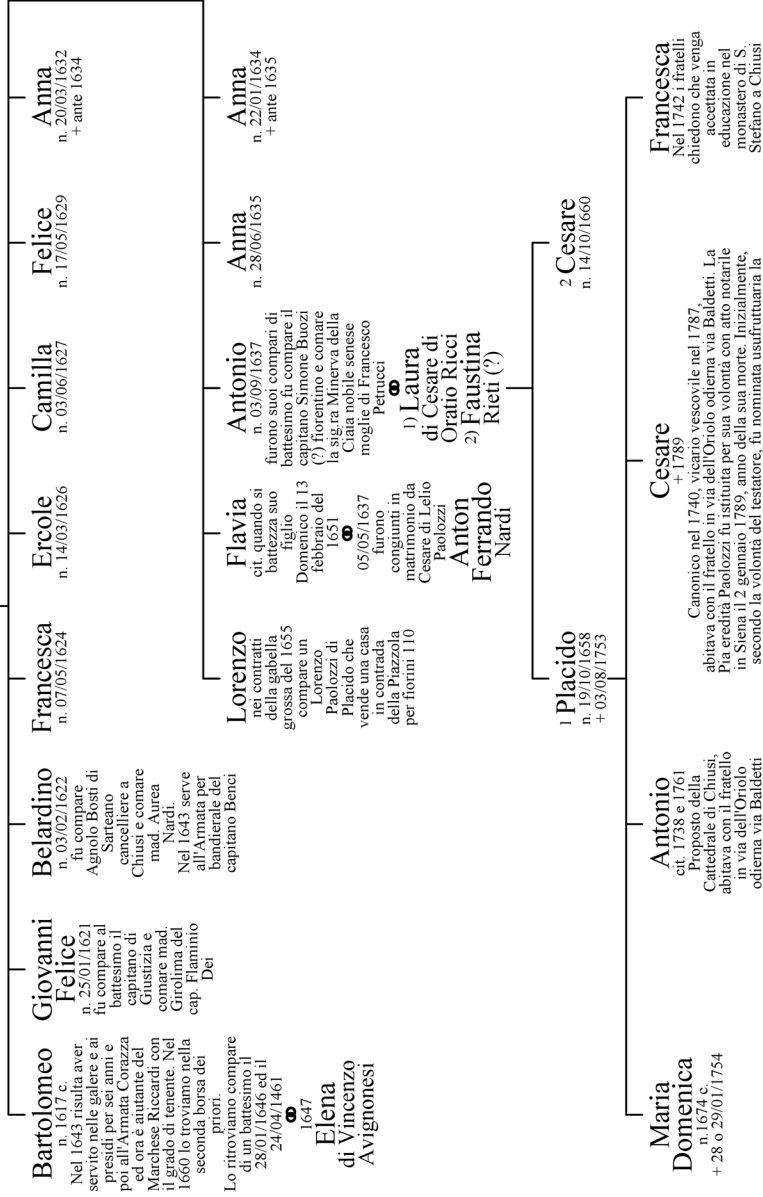 Bartolomeo
n. 1617 c.
Nel 1643 risulta aver
servito nelle galere e ai
presidi per sei anni e
poi all'Armata Corazza
ed ora è aiutante del
Marchese Riccardi con
il grado di tenente. Nel
1660 lo troviamo nella
seconda borsa dei
priori.
Lo ritroviamo compare
di un battesimo il
28/01/1646 ed il
24/04/1461
1647
Elena
di Vincenzo
Avignonesi
Giovanni
Felice
n. 25/01/1621
fu compare al
battesimo il
capitano di
Giustizia e
comare mad.
Girolima del
cap. Flaminio
Dei
Belardino
n. 03/02/1622
fu compare
Agnolo Bosti di
Sarteano
cancelliere a
Chiusi e comare
mad. Aurea
Nardi.
Nel 1643 serve
all'Armata per
bandierale del
capitano Benci
Francesca
n. 07/05/1624
Ercole
n. 14/03/1626
Camilla
n. 03/06/1627
Felice
n. 17/05/1629
Anna
n. 20/03/1632
+ ante 1634
Lorenzo
nei contratti
della gabella
grossa del 1655
compare un
Lorenzo
Paolozzi di
Placido che
vende una casa
in contrada
della Piazzola
per fiorini 110
Flavia
cit. quando si
battezza suo
figlio
Domenico il 13
febbraio del
1651
05/05/1637
furono
congiunti in
matrimonio da
Cesare di Lelio
Paolozzi
Anton
Ferrando
Nardi
Antonio
n. 03/09/1637
furono suoi compari di
battesimo fu compare il
capitano Simone Buozi
(?) fiorentino e comare
la sig.ra Minerva della
Ciaia nobile senese
moglie di Francesco
Petrucci
1) Laura
di Cesare di
Oratio Ricci
2) Faustina
Rieti (?)
Anna
n. 28/06/1635
Anna
n. 22/01/1634
+ ante 1635
1 Placido
n. 19/10/1658
+ 03/08/1753
2 Cesare
n. 14/10/1660
Maria
Domenica
n.1674 c.
+ 28 o 29/01/1754
Antonio
cit. 1738 e 1761
Proposto della
Cattedrale di Chiusi,
abitava con il fratello
in via dell'Oriolo
odierna via Baldetti
Cesare
+ 1789
Canonico nel 1740, vicario vescovile nel 1787,
abitava con il fratello in via dell'Oriolo odierna via Baldetti. La
Pia eredità Paolozzi fu istituita per sua volontà con atto notarile
in Siena il 2 gennaio 1789, anno della sua morte. Inizialmente,
secondo la volontà del testatore, fu nominata usufruttuaria la
Francesca
Nel 1742 i fratelli
chiedono che venga
accettata in
educazione nel
monastero di S.
Stefano a Chiusi